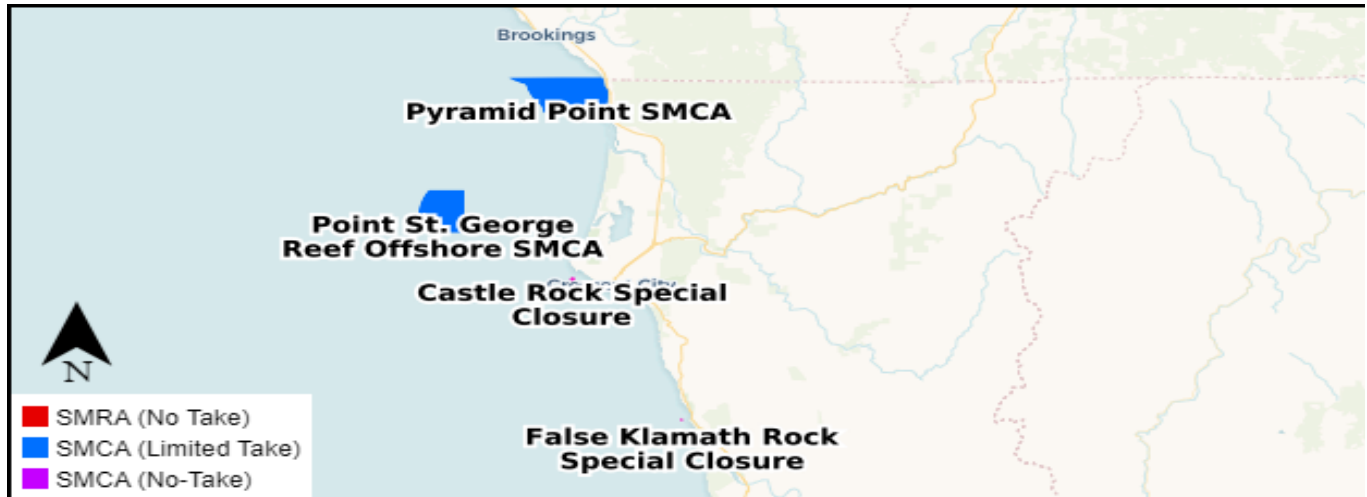 Brookings
Pyramid Point SMCA
Point St. George
Reef Offshore SMCA
Castle Rock Special
Closure
False Klamath Rock
Special Closure
N
SMRA (No Take)
SMCA (Limited Take)
SMCA (No-Take)